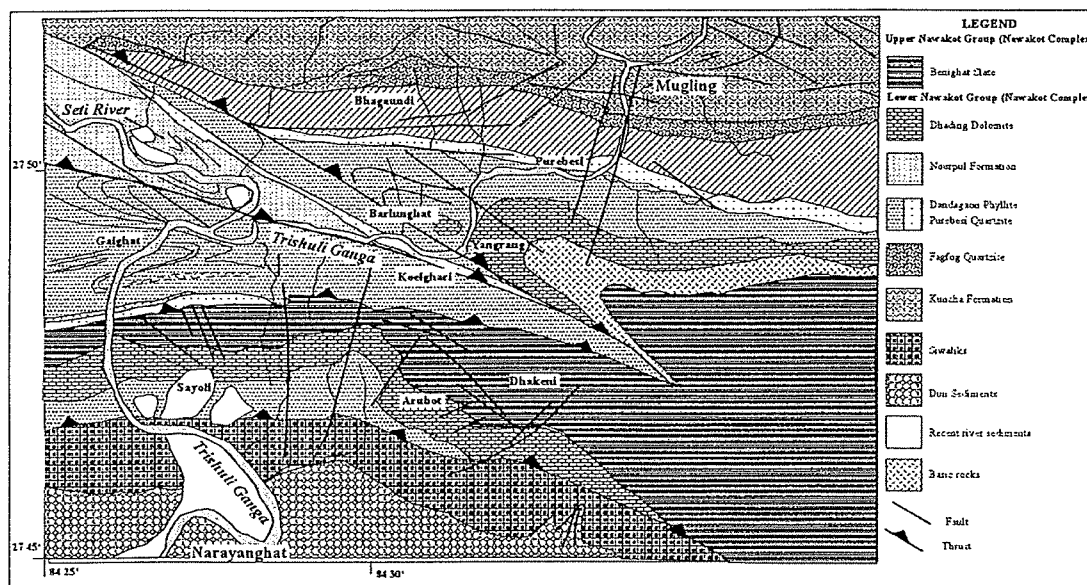 LEGEND
Upper Nawakot Group (Nawakot Complex
Benighat Slate
Lower Nawakot Group (Nawakot Complex
Dhading Dolomite
Nourpul Formation
Dandagaon Phyllite
Purebesi Quartzite
Fagfog Quartzite
Kuncha Formation
Siwaliks
Dun Sediments
Recent river sediments
Basic rocks
Fault
Thrust
Mugling
Bhagaundi
Seti River
27 50'
Purebesi
Barlunghat
Galghat
Trishuli Ganga
Yangrang
Koelghari
Sayoli
Dhakeni
Arubot
Trishuli Ganga
27 45'
Narayanghat
84 25'
84 30'